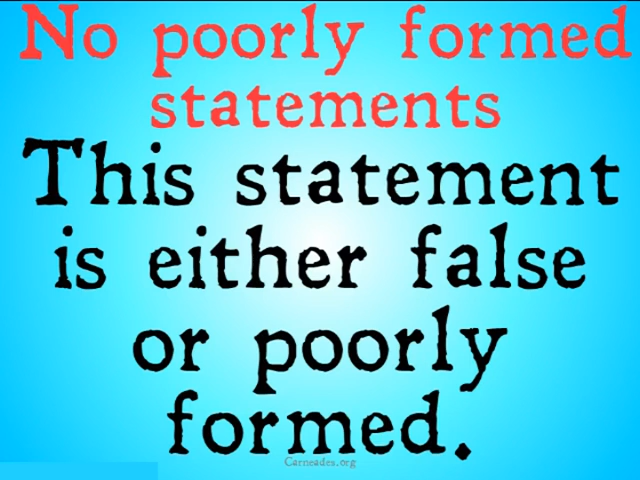 No poorly formed
statements
This statement
is either false
or poorly
formed.
Carneades.org